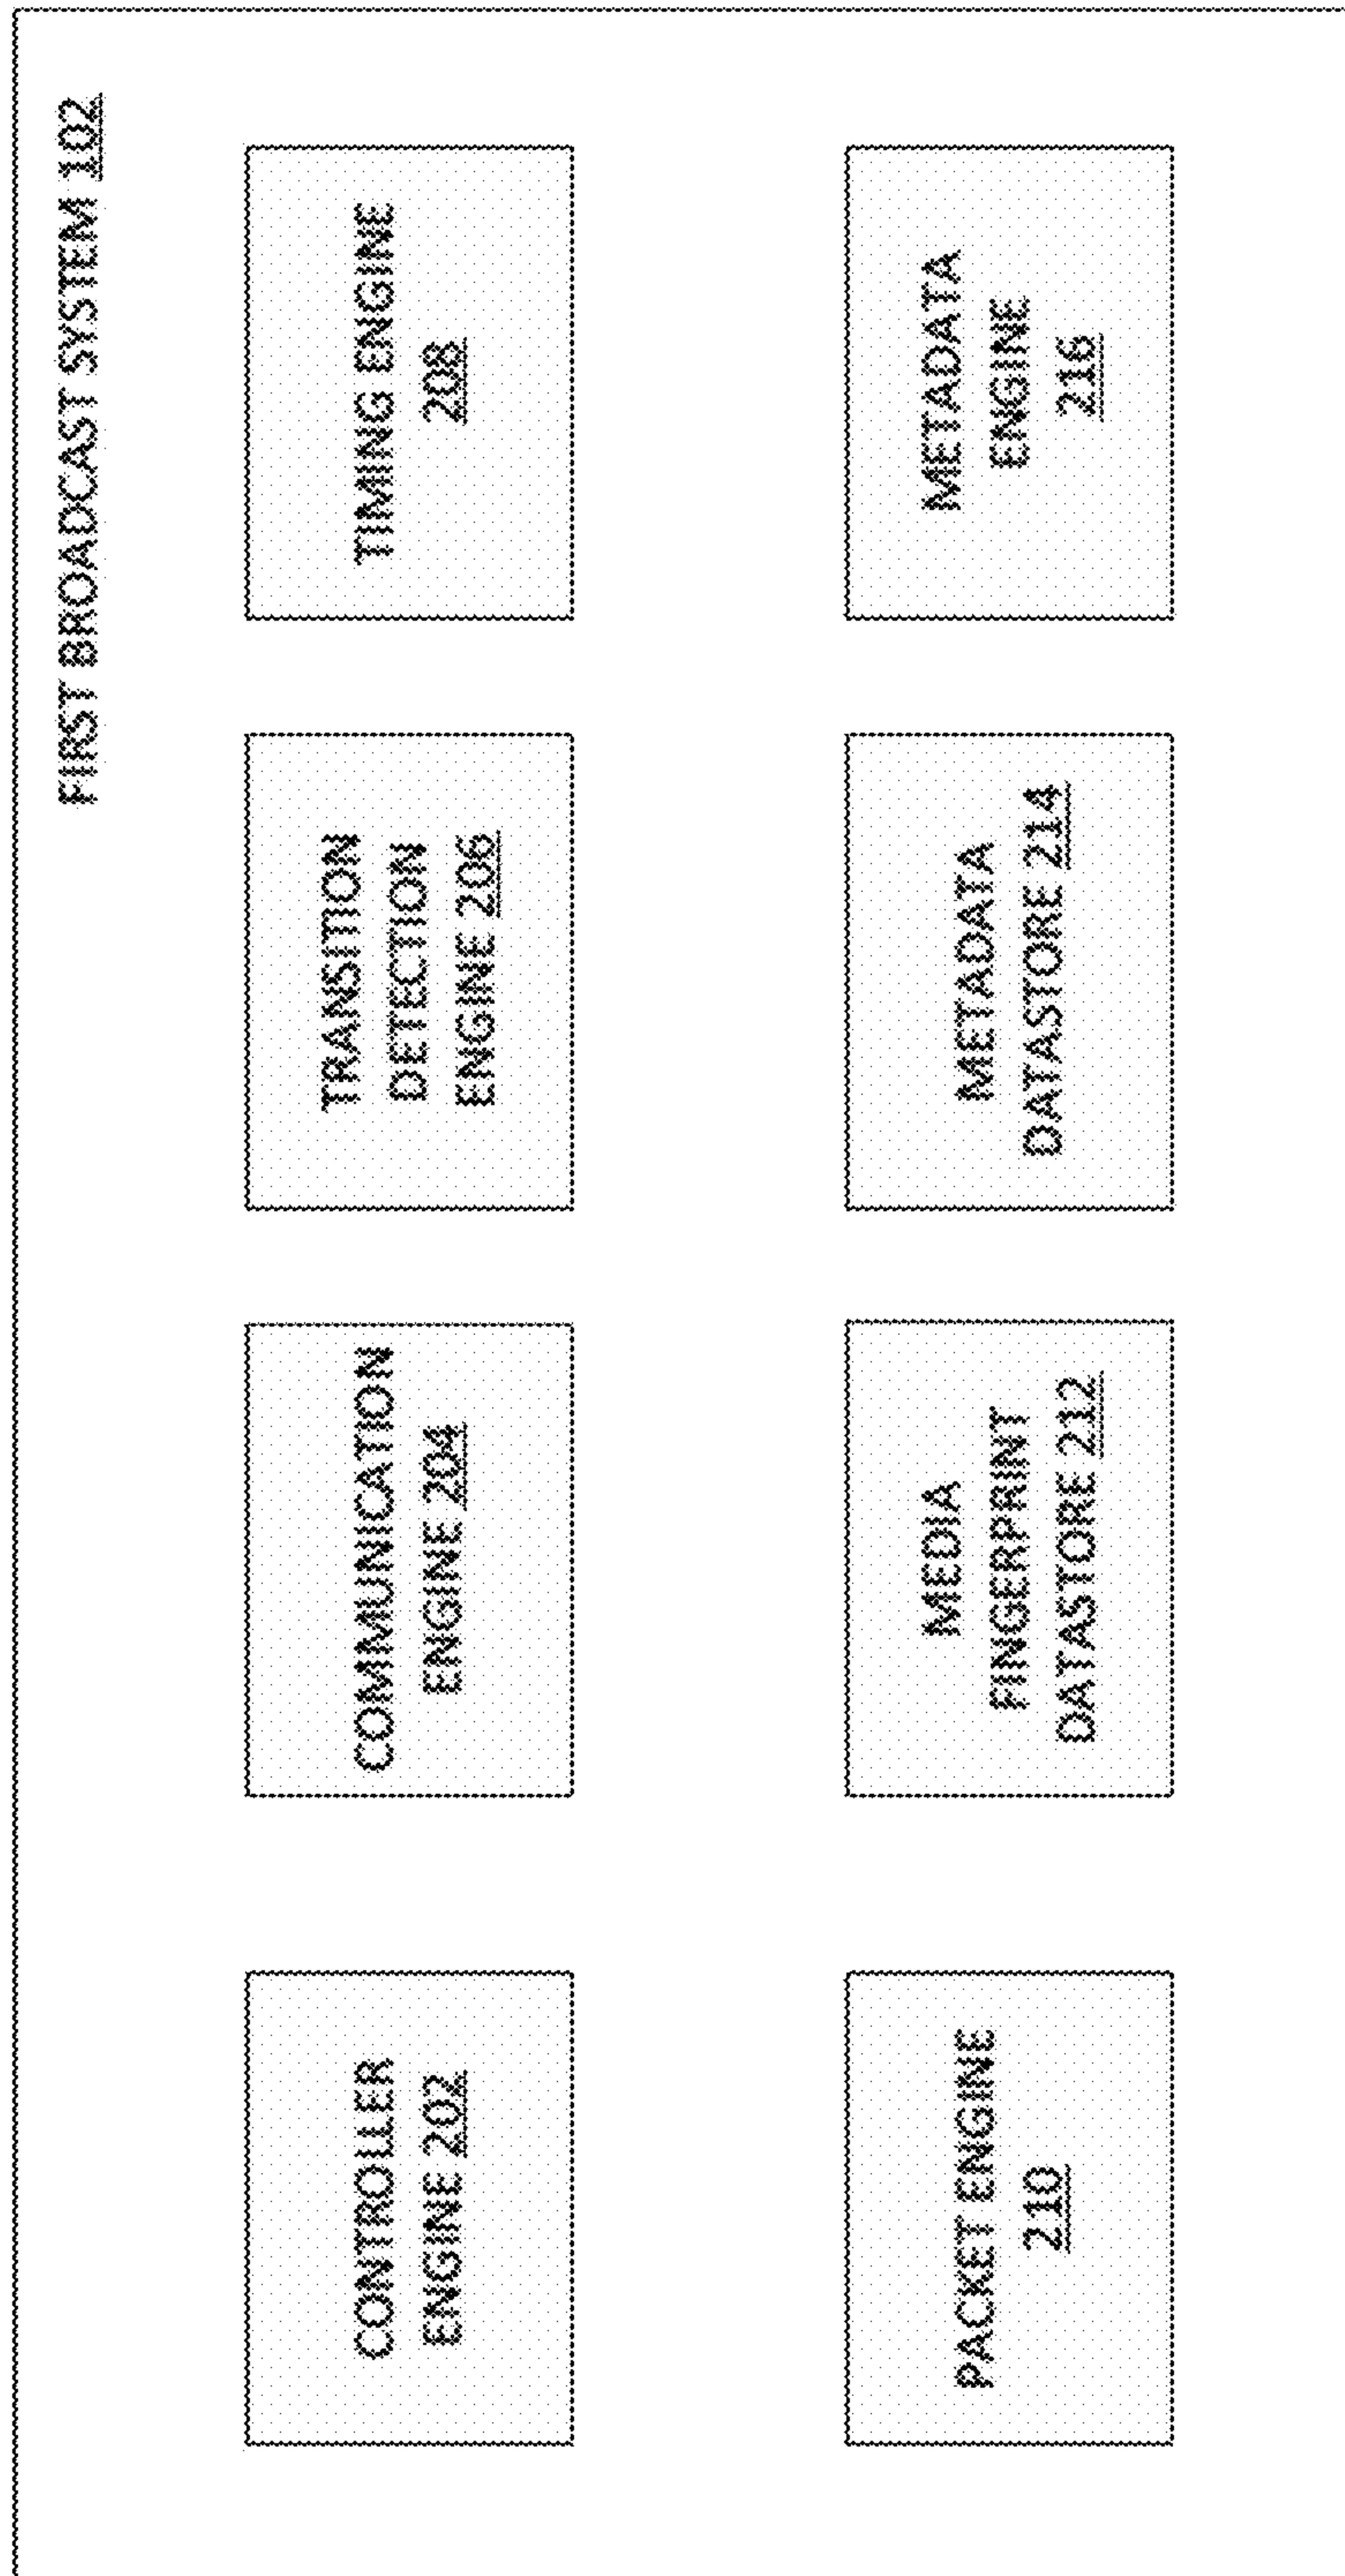 FIRST BROADCAST SYSTEM 102
CONTROLLER
ENGINE 202
COMMUNICATION
ENGINE 204
TRANSITION
DETECTION
ENGINE 206
TIMING ENGINE
208
PACKET ENGINE
210
MEDIA
FINGERPRINT
DATASTORE 212
METADATA
DATASTORE 214
METADATA
ENGINE
216